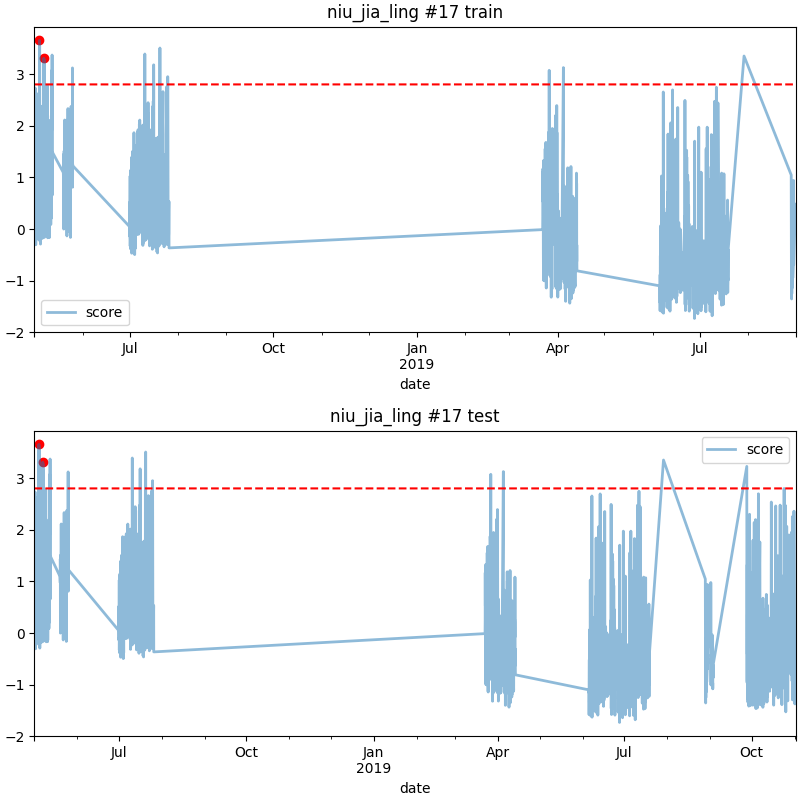 niu_jia_ling #17 train
3
2
1
0
−1
−2
score
Jul
Oct
Jan
2019
Apr
Jul
date
niu_jia_ling #17 test
score
3
2
1
0
−1
−2
Jul
Oct
Jan
2019
Apr
Jul
Oct
date